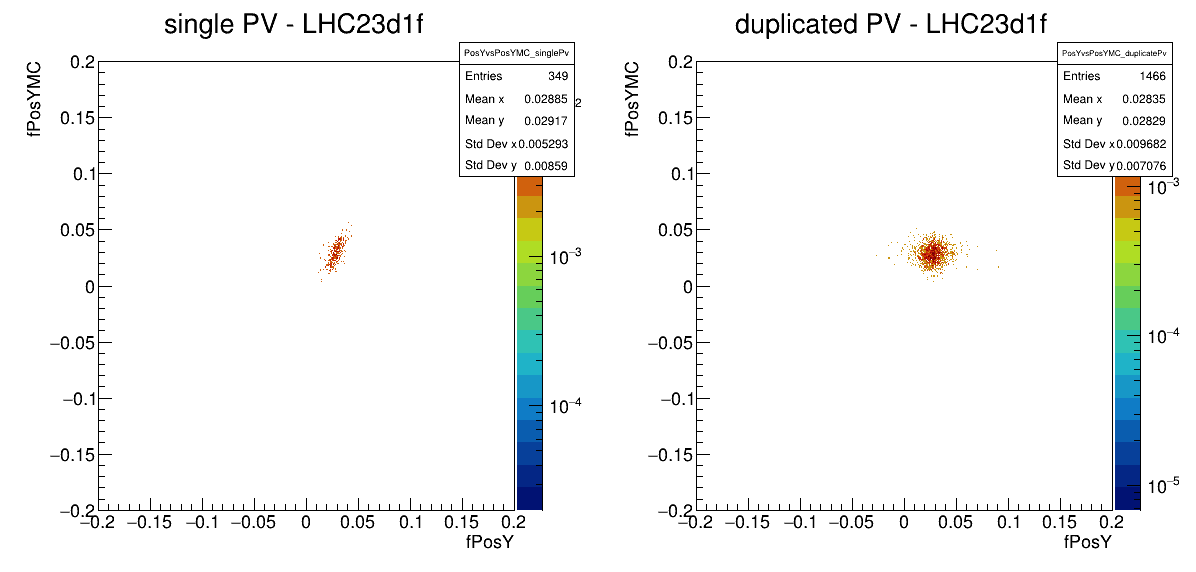 single PV - LHC23d1f
PosYvsPosYMC_singlePv
Entries 349
Mean x 0.02885
Mean y 0.02917
Std Dev x 0.005293
Std Dev y 0.00859
fPosYMC
0.2
0.15
0.1
0.05
0
−0.05
−0.1
−0.15
−0.2
−0.2 −0.15 −0.1 −0.05 0 0.05 0.1 0.15 0.2
fPosY
2
10−3
10−4
duplicated PV - LHC23d1f
PosYvsPosYMC_duplicatePv
Entries 1466
Mean x 0.02835
Mean y 0.02829
Std Dev x 0.009682
Std Dev y 0.007076
fPosYMC
0.2
0.15
0.1
0.05
0
−0.05
−0.1
−0.15
−0.2
−0.2 −0.15 −0.1 −0.05 0 0.05 0.1 0.15 0.2
fPosY
10−3
10−4
10−5